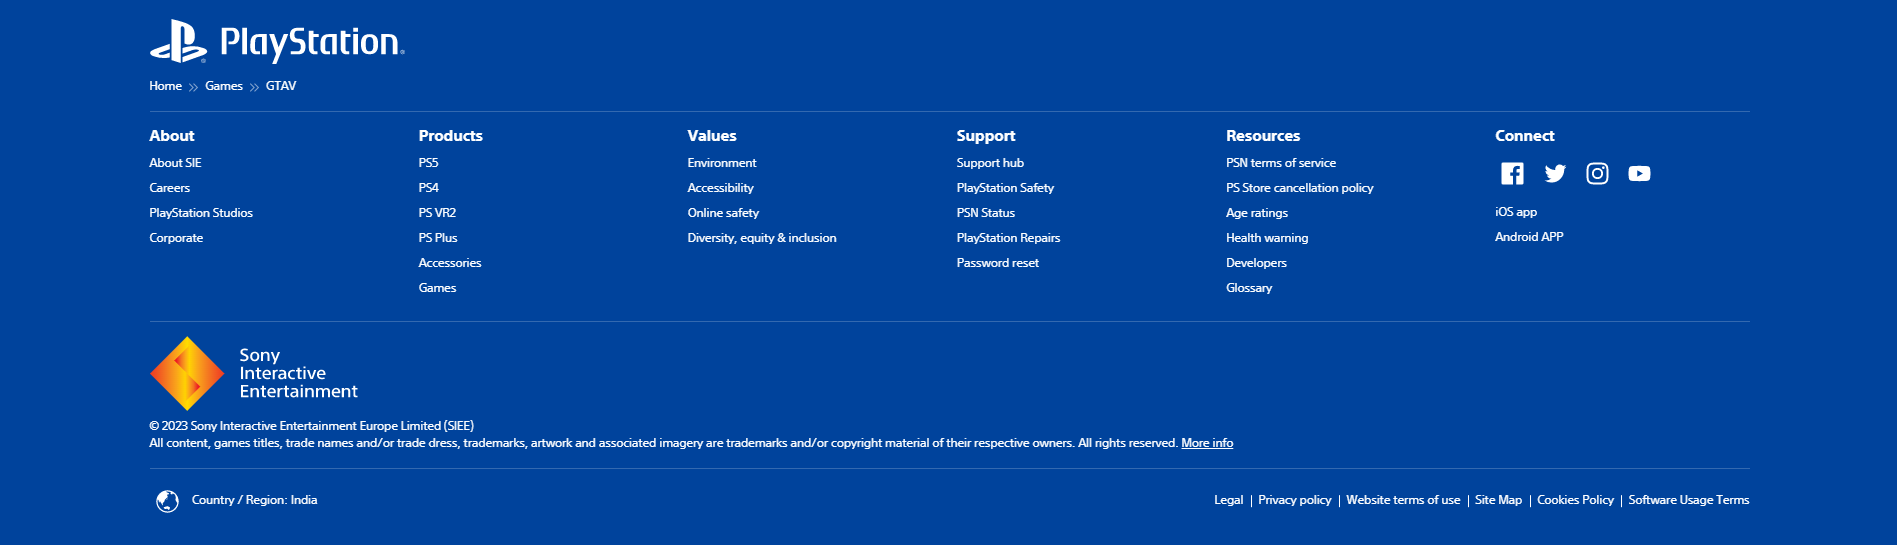 PlayStation
Home » Games » GTAV
About
About SIE
Careers
PlayStation Studios
Corporate
Products
PS5
PS4
PS VR2
PS Plus
Accessories
Games
Values
Environment
Accessibility
Online safety
Diversity, equity & inclusion
Support
Support hub
PlayStation Safety
PSN Status
PlayStation Repairs
Password reset
Resources
PSN terms of service
PS Store cancellation policy
Age ratings
Health warning
Developers
Glossary
Connect
iOS app
Android APP
Sony
Interactive
Entertainment
© 2023 Sony Interactive Entertainment Europe Limited (SIEE)
All content, games titles, trade names and/or trade dress, trademarks, artwork and associated imagery are trademarks and/or copyright material of their respective owners. All rights reserved. More info
Country / Region: India
Legal | Privacy policy | Website terms of use | Site Map | Cookies Policy | Software Usage Terms